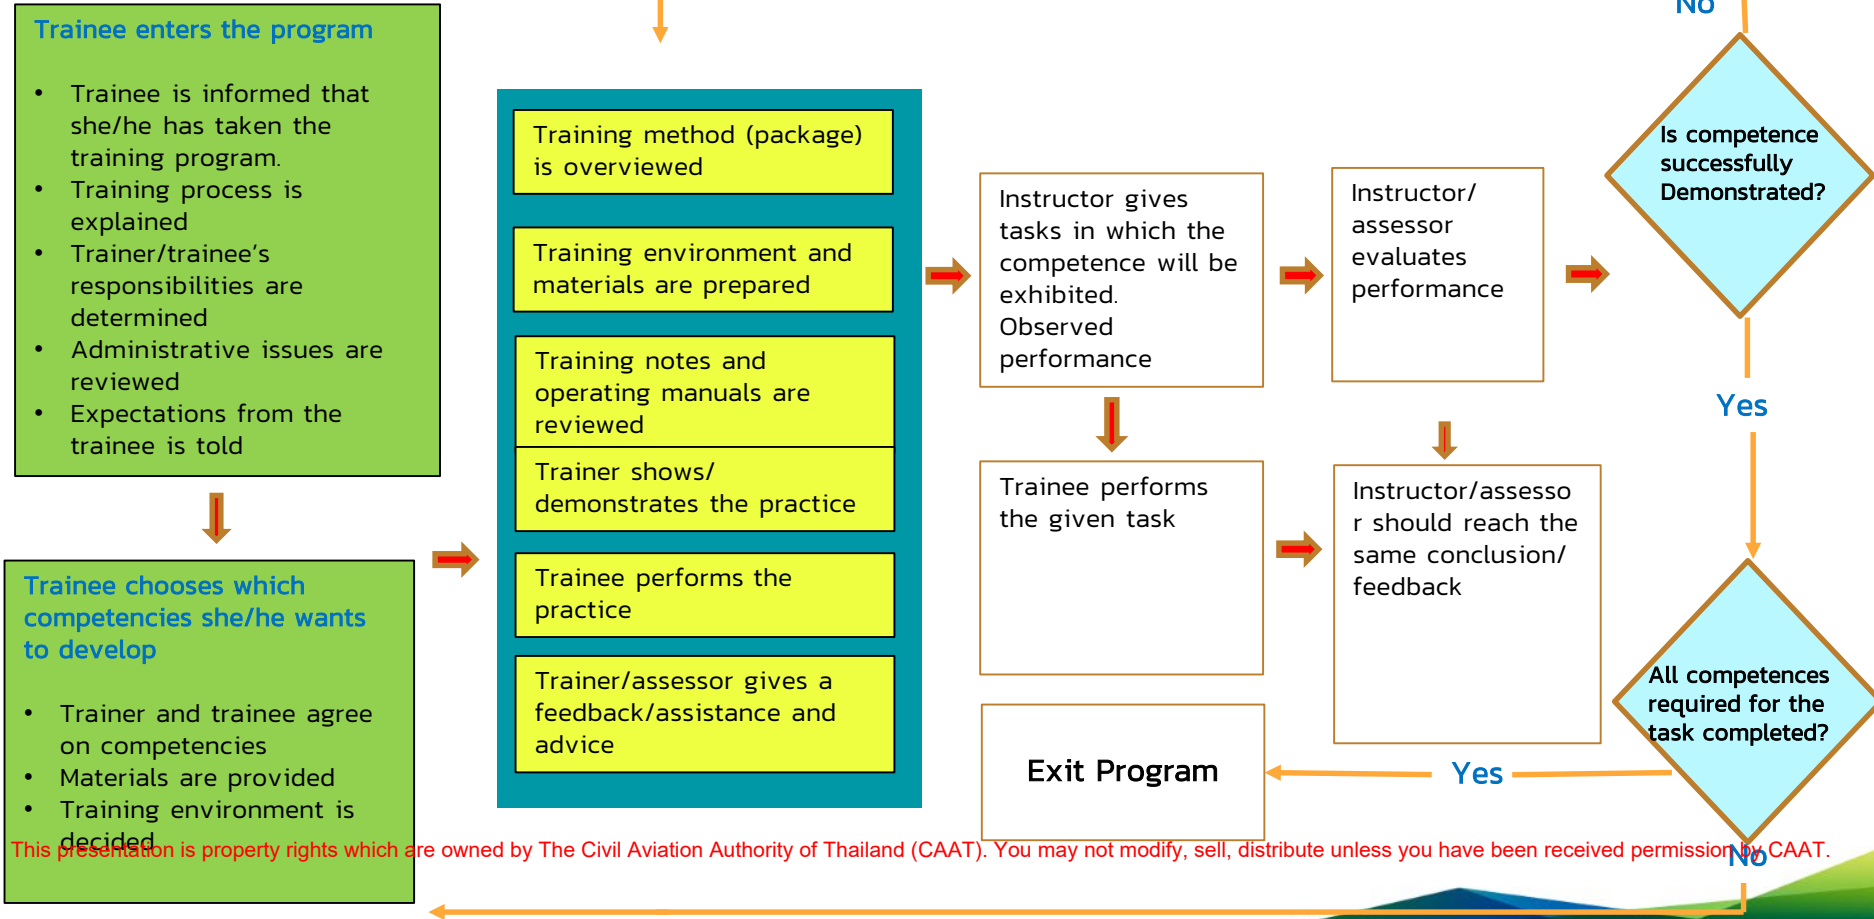 Trainee enters the program
• Trainee is informed that
she/he has taken the
training program.
• Training process is
explained
• Trainer/trainee's
responsibilities are
determined
• Administrative issues are
reviewed
• Expectations from the
trainee is told
Trainee chooses which
competencies she/he wants
to develop
• Trainer and trainee agree
on competencies
• Materials are provided
• Training environment is
decided
Training method (package)
is overviewed
Training environment and
materials are prepared
Training notes and
operating manuals are
reviewed
Trainer shows/
demonstrates the practice
Trainee performs the
practice
Trainer/assessor gives a
feedback/assistance and
advice
Instructor gives
tasks in which the
competence will be
exhibited.
Observed
performance
Trainee performs
the given task
Exit Program
Instructor/
assessor
evaluates
performance
Instructor/assesso
r should reach the
same conclusion/
feedback
Yes
No
Is competence
successfully
Demonstrated?
Yes
All competences
required for the
task completed?
No
This presentation is property rights which are owned by The Civil Aviation Authority of Thailand (CAAT). You may not modify, sell, distribute unless you have been received permission by CAAT.